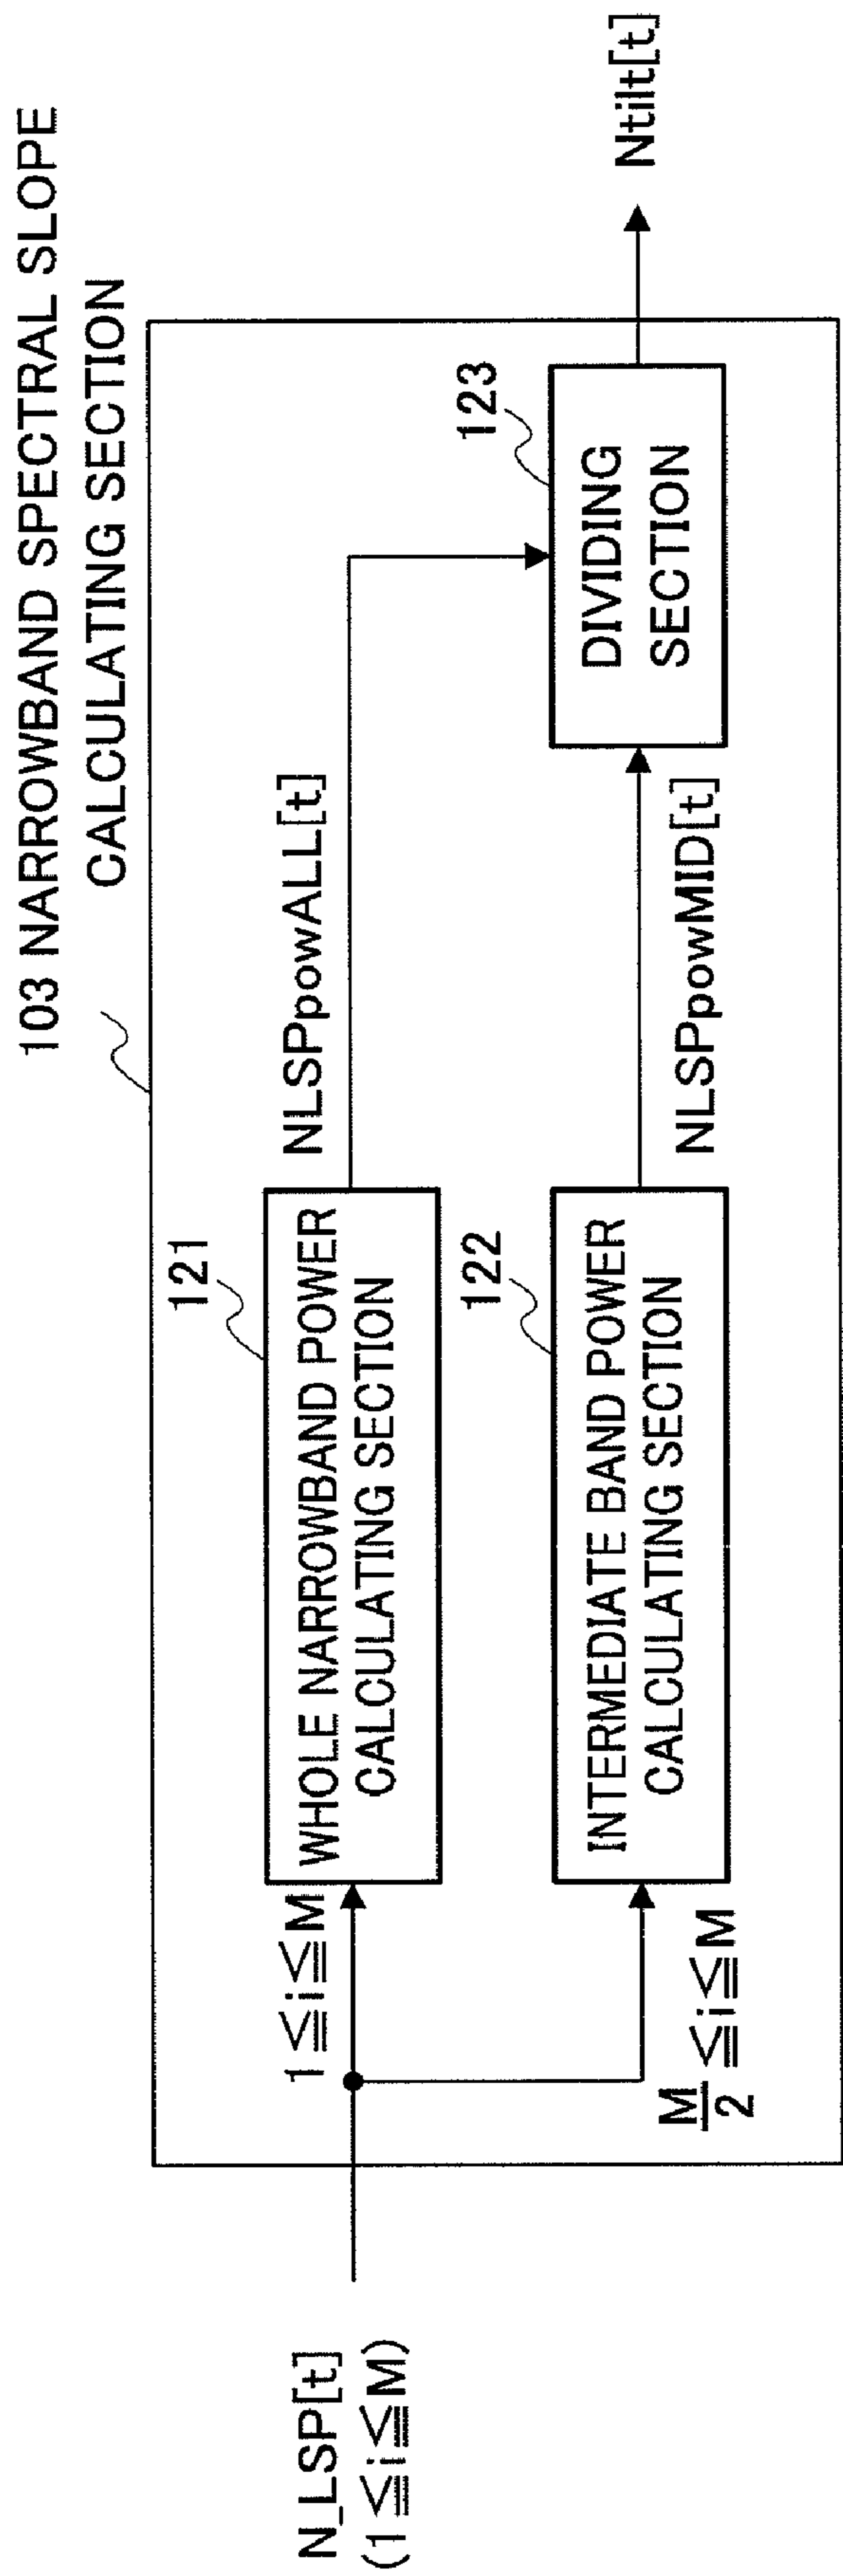 103 NARROWBAND SPECTRAL SLOPE
CALCULATING SECTION
N_LSP[t]
(1≦i≦M)
1≦i≦M
121
WHOLE NARROWBAND POWER
CALCULATING SECTION
NLSPpowALL[t]
M/2 ≦i≦M
122
INTERMEDIATE BAND POWER
CALCULATING SECTION
NLSPpowMID[t]
123
DIVIDING
SECTION
Ntilt[t]